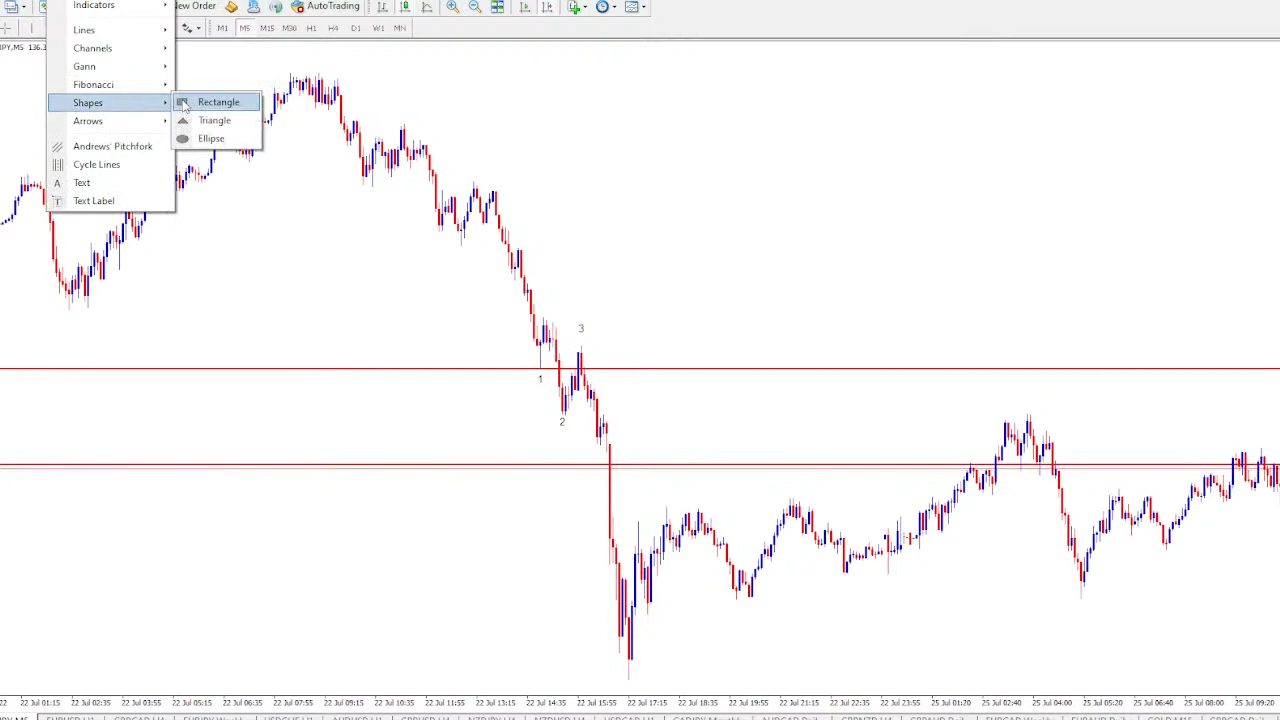 Indicators
New Order
AutoTrading
Lines
M1 M5 M15 M30 H1 H4 D1 W1 MN
Channels
Gann
Fibonacci
Shapes
Rectangle
Arrows
Triangle
Ellipse
Andrews' Pitchfork
Cycle Lines
A Text
T Text Label
3
1
2
22 Jul 01:15 22 Jul 02:35 22 Jul 03:55 22 Jul 05:15 22 Jul 06:35 22 Jul 07:55 22 Jul 09:15 22 Jul 10:35 22 Jul 11:55 22 Jul 13:15 22 Jul 14:35 22 Jul 15:55 22 Jul 17:15 22 Jul 18:35 22 Jul 19:55 22 Jul 21:15 22 Jul 22:35 22 Jul 23:55 25 Jul 01:20 25 Jul 02:40 25 Jul 04:00 25 Jul 05:20 25 Jul 06:40 25 Jul 08:00 25 Jul 09:20